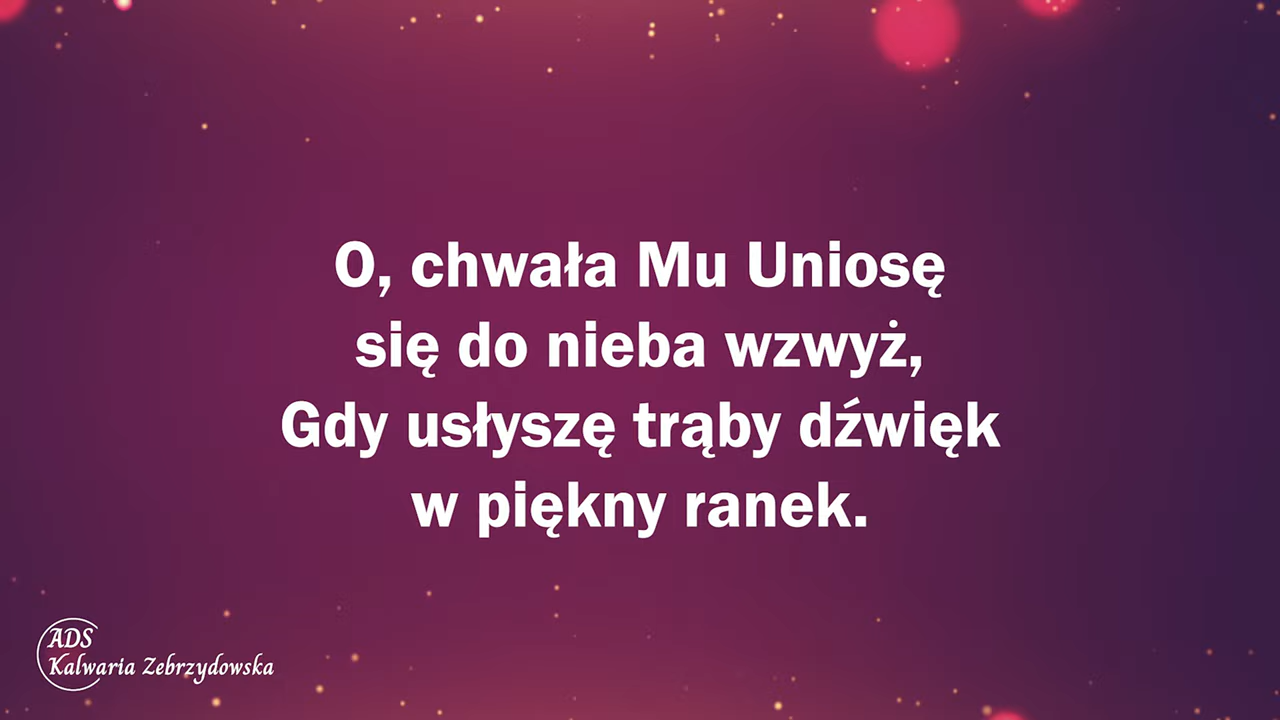 O, chwała Mu Uniosę
się do nieba wzwyż,
Gdy usłyszę trąby dźwięk
w piękny ranek.
ADS
Kalwaria Zebrzydowska